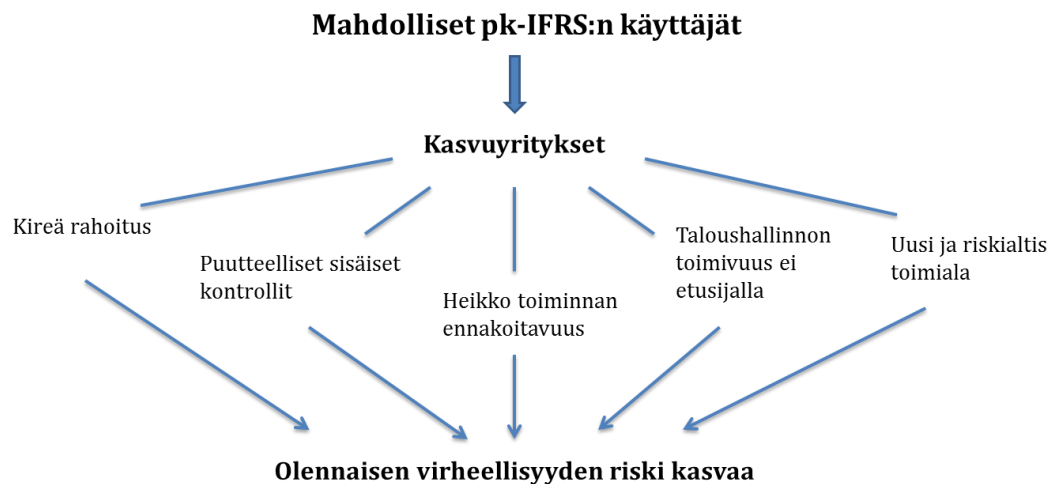 Mahdolliset pk-IFRS:n käyttäjät
Kasvuyritykset
Kireä rahoitus
Puutteelliset sisäiset
kontrollit
Heikko toiminnan
ennakoitavuus
Taloushallinnon
toimivuus ei
etusijalla
Uusi ja riskialtis
toimiala
Olennaisen virheellisyyden riski kasvaa